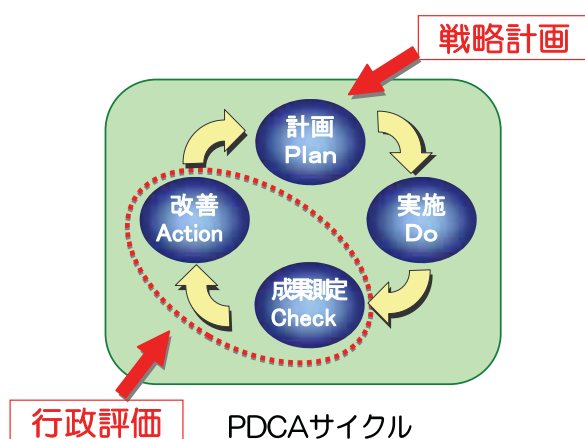 戦略計画
計画
Plan
改善
Action
実施
Do
成果測定
Check
行政評価
PDCAサイクル